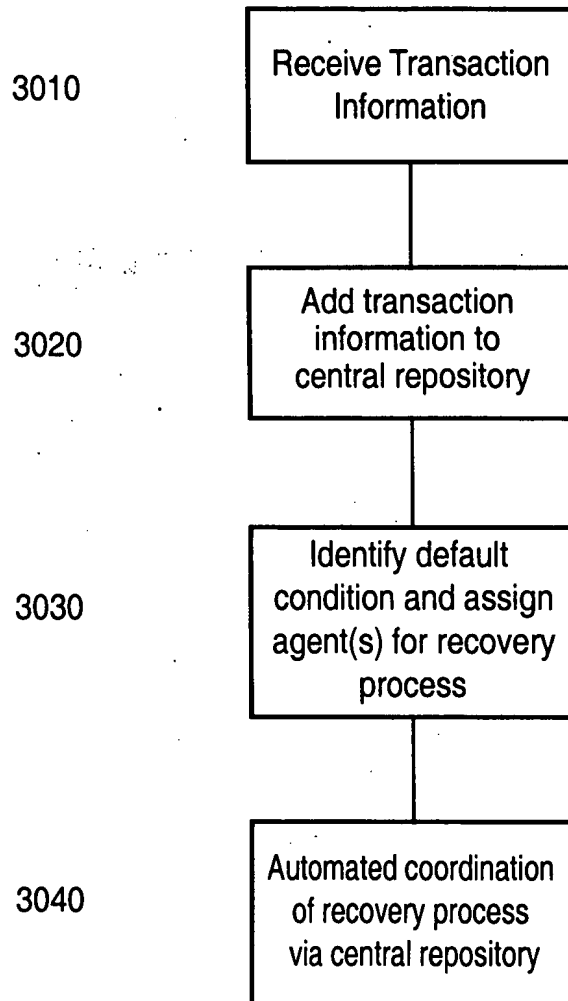 3010
Receive Transaction
Information
3020
Add transaction
information to
central repository
3030
Identify default
condition and assign
agent(s) for recovery
process
3040
Automated coordination
of recovery process
via central repository